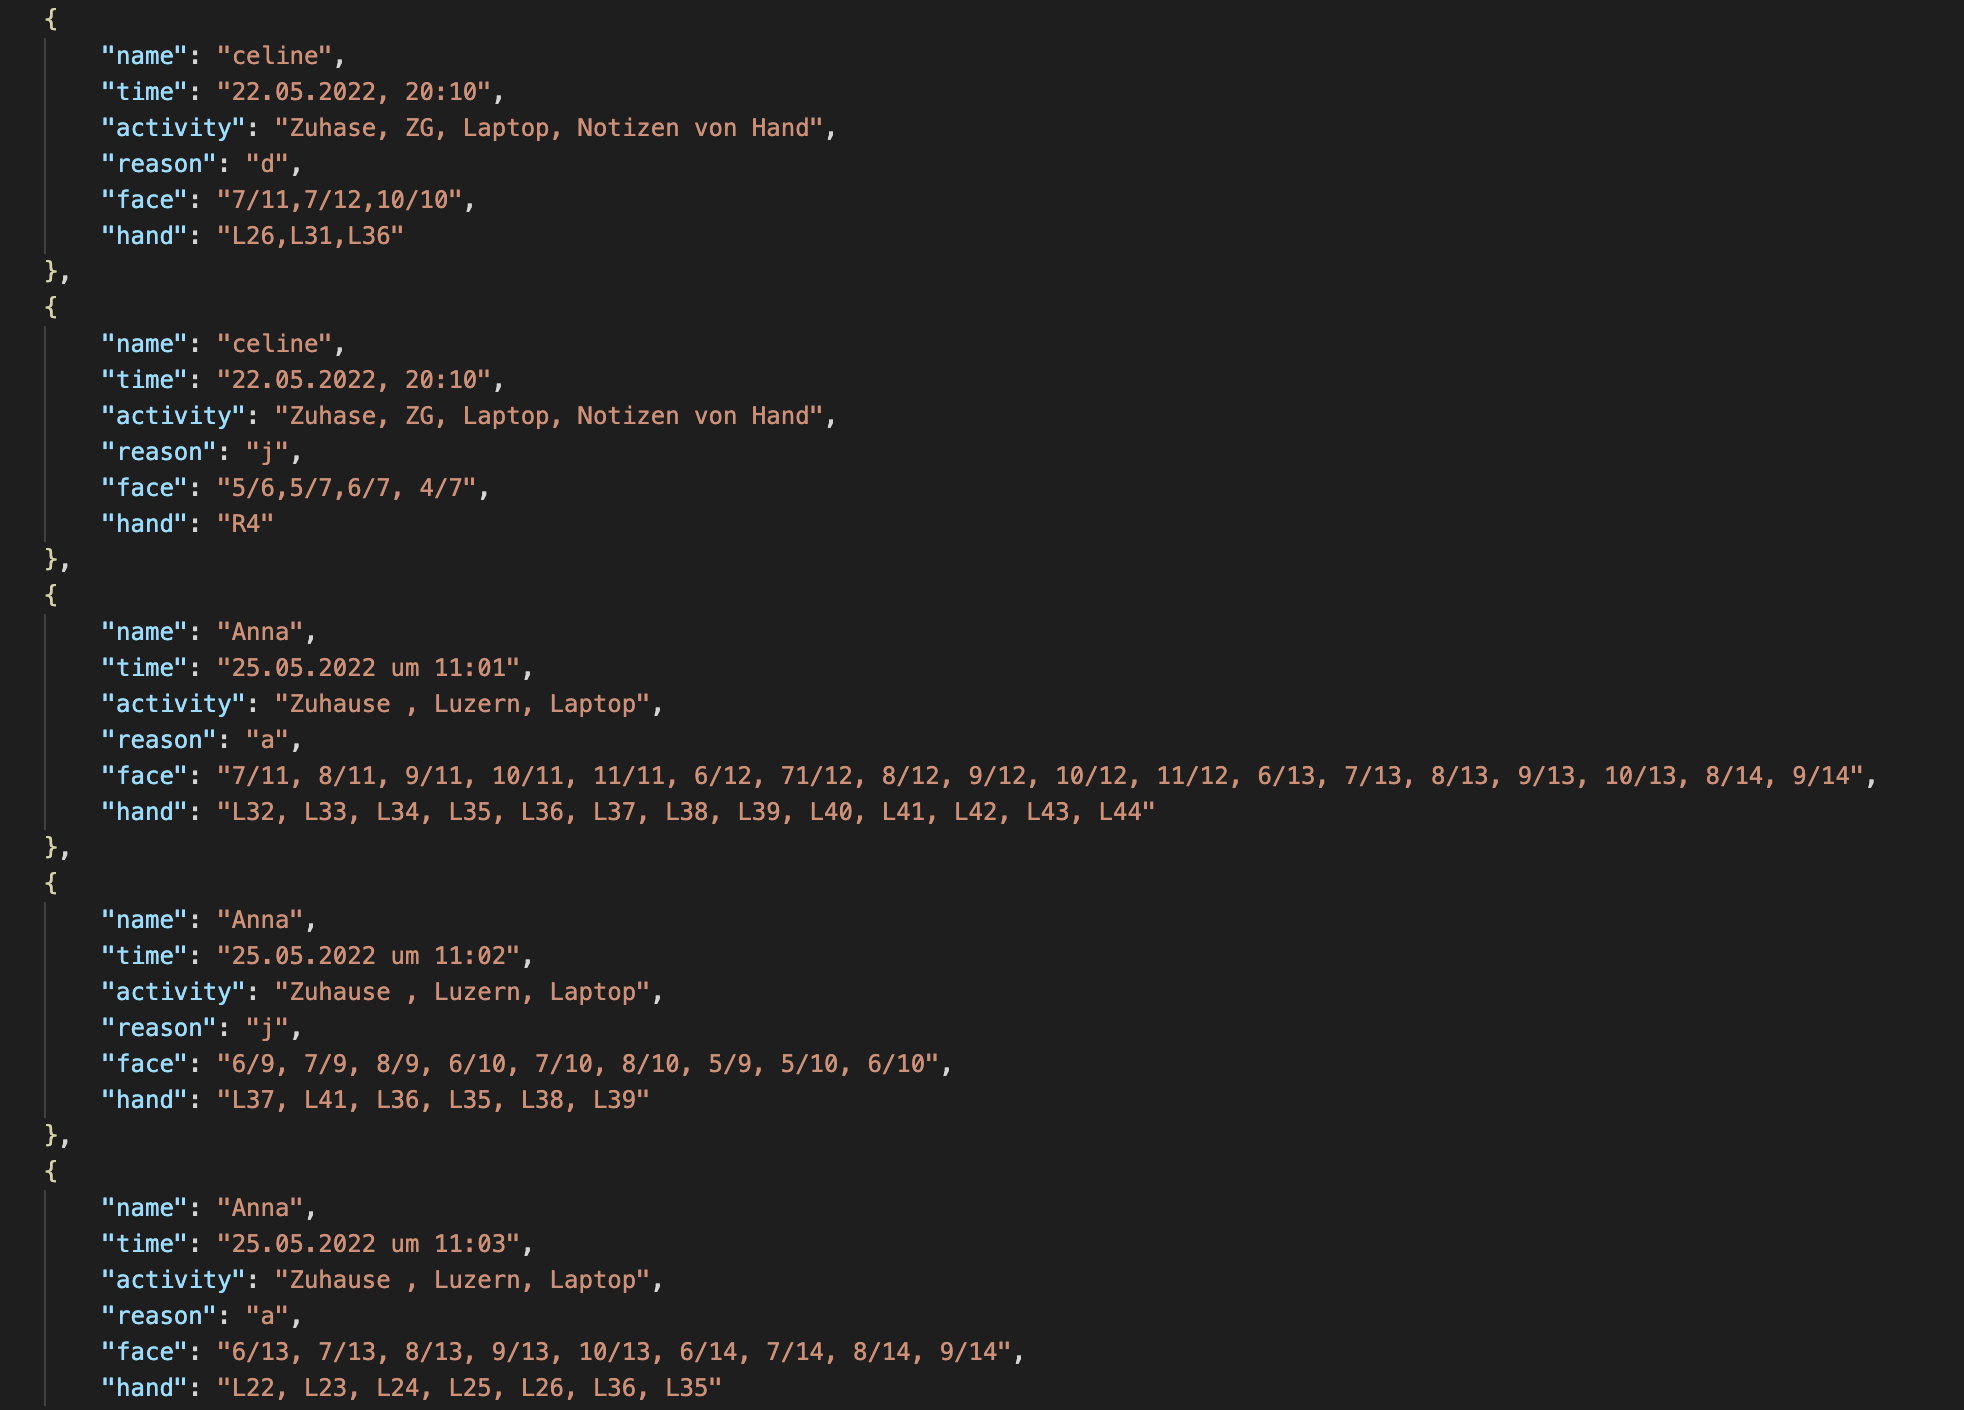 {
"name": "celine",
"time": "22.05.2022, 20:10",
"activity": "Zuhase, ZG, Laptop, Notizen von Hand",
"reason": "d",
"face": "7/11,7/12,10/10",
"hand": "L26,L31,L36"
},
{
"name": "celine",
"time": "22.05.2022, 20:10",
"activity": "Zuhase, ZG, Laptop, Notizen von Hand",
"reason": "j",
"face": "5/6,5/7,6/7, 4/7",
"hand": "R4"
},
{
"name": "Anna",
"time": "25.05.2022 um 11:01",
"activity": "Zuhause , Luzern, Laptop",
"reason": "a",
"face": "7/11, 8/11, 9/11, 10/11, 11/11, 6/12, 71/12, 8/12, 9/12, 10/12, 11/12, 6/13, 7/13, 8/13, 9/13, 10/13, 8/14, 9/14",
"hand": "L32, L33, L34, L35, L36, L37, L38, L39, L40, L41, L42, L43, L44"
},
{
"name": "Anna",
"time": "25.05.2022 um 11:02",
"activity": "Zuhause , Luzern, Laptop",
"reason": "j",
"face": "6/9, 7/9, 8/9, 6/10, 7/10, 8/10, 5/9, 5/10, 6/10",
"hand": "L37, L41, L36, L35, L38, L39"
},
{
"name": "Anna",
"time": "25.05.2022 um 11:03",
"activity": "Zuhause , Luzern, Laptop",
"reason": "a",
"face": "6/13, 7/13, 8/13, 9/13, 10/13, 6/14, 7/14, 8/14, 9/14",
"hand": "L22, L23, L24, L25, L26, L36, L35"